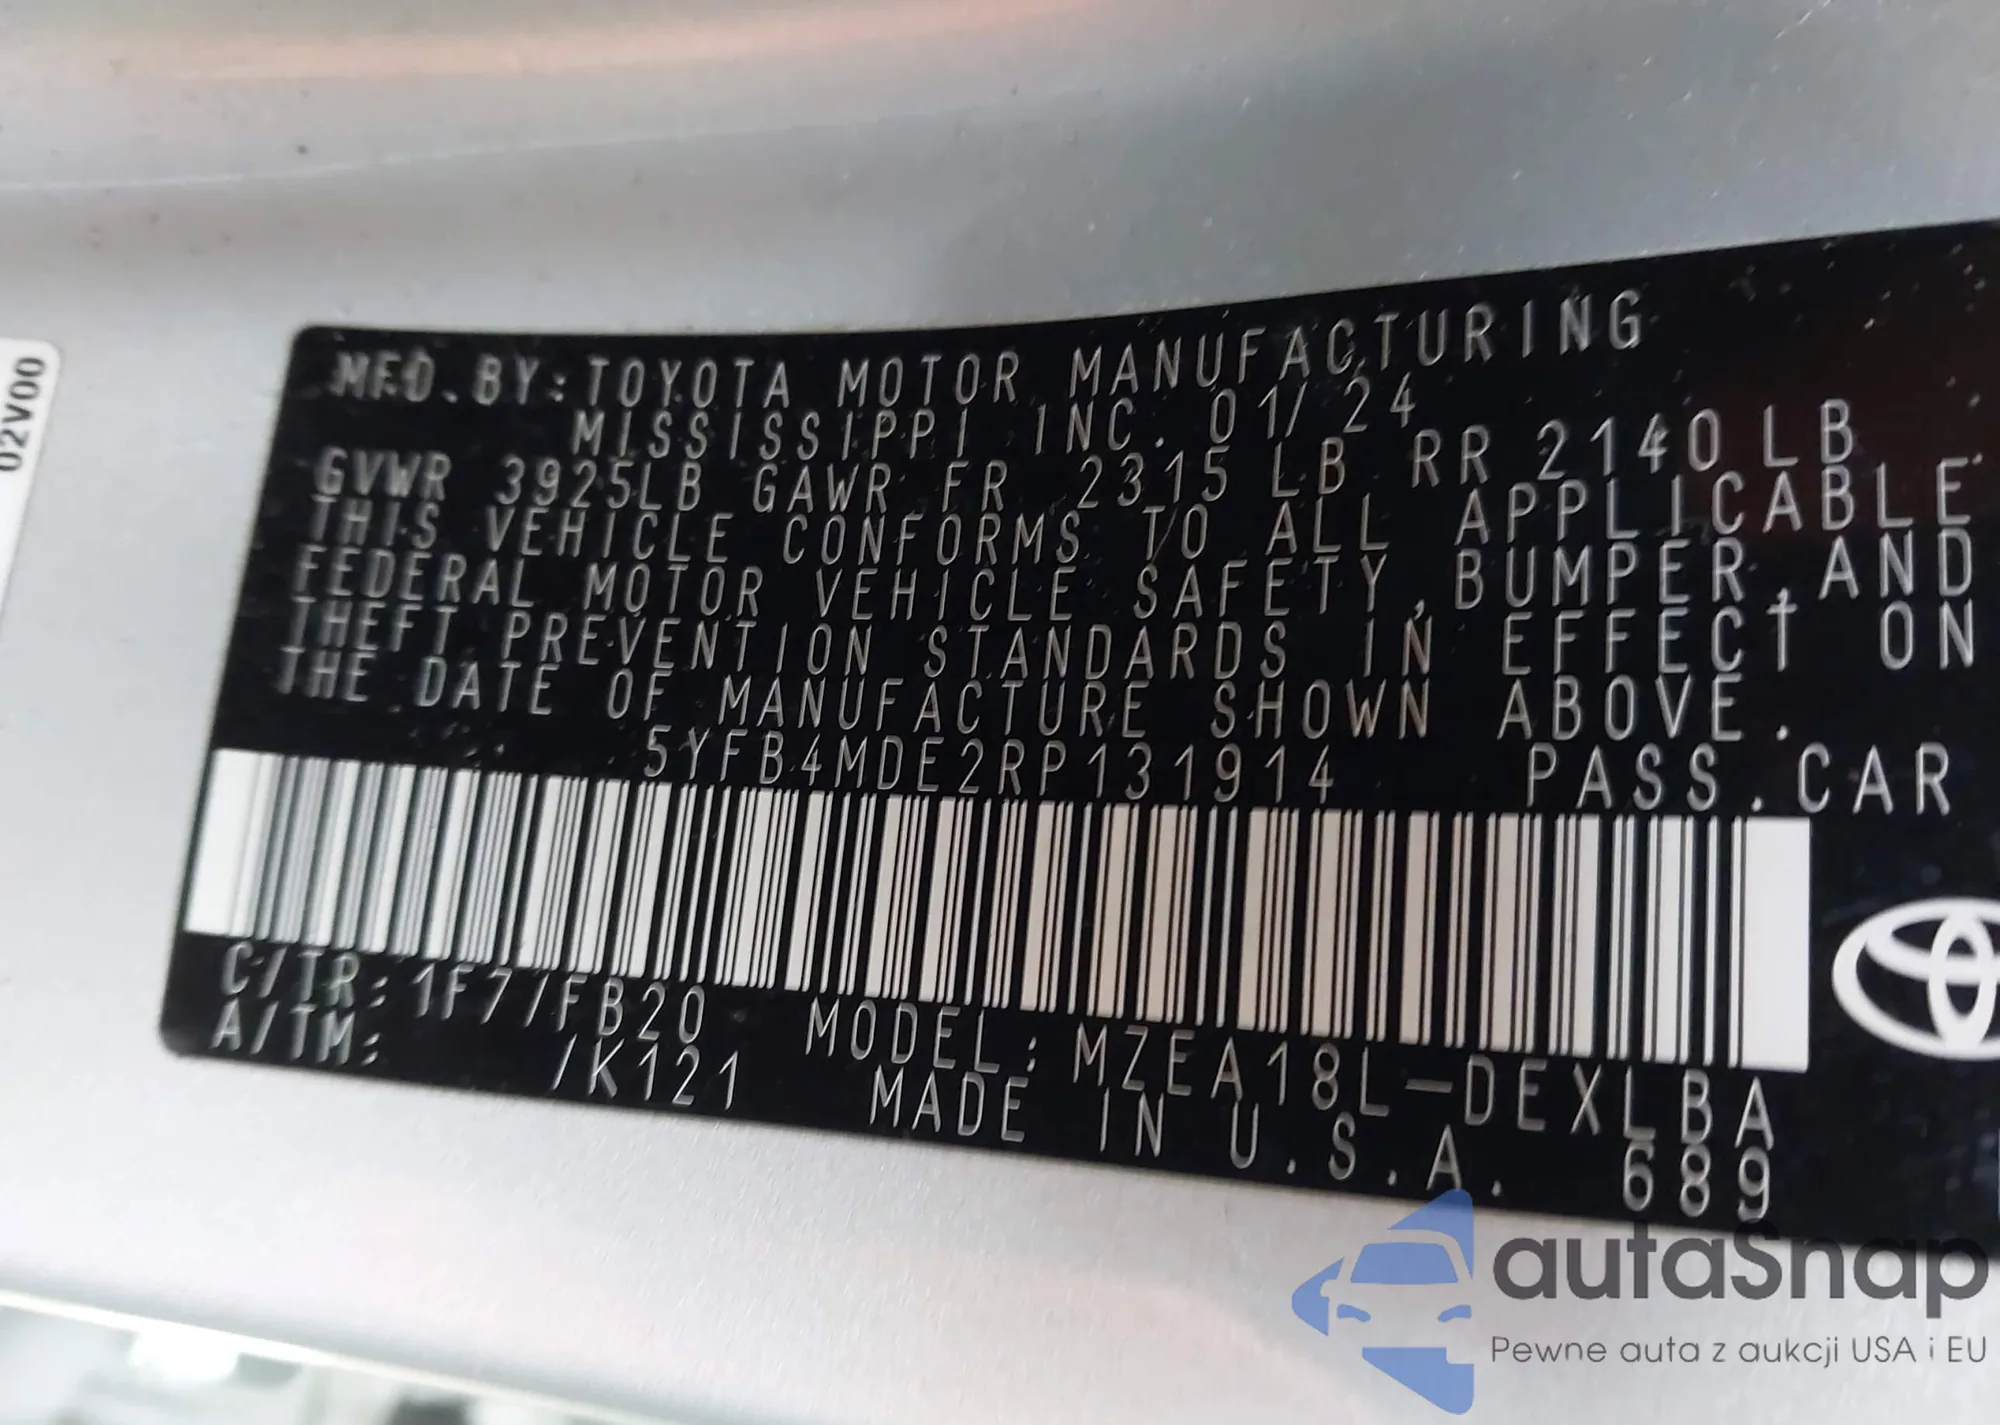 02V00
MFD. BY: TOYOTA MOTOR MANUFACTURING
MISSISSIPPI INC. 01/24
GVWR 3925LB GAWR FR 2315 LB RR 2140 LB
THIS VEHICLE CONFORMS TO ALL APPLICABLE
FEDERAL MOTOR VEHICLE SAFETY, BUMPER, AND
THEFT PREVENTION STANDARDS IN EFFECT ON
THE DATE OF MANUFACTURE SHOWN ABOVE.
5YFB4MDE2RP131914 PASS.CAR
C/TR: 1F7/FB20 MODEL: MZEA18L-DEXLBA
A/TM: /K121 MADE IN U.S.A. 689
autaSnap
Pewne auta z aukcji USA i EU